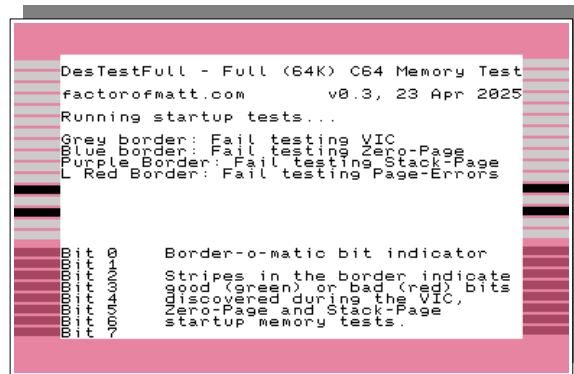 DesTestFull - Full (64K) C64 Memory Test
factorofmatt.com v0.3, 23 Apr 2025
Running startup tests...
Grey border: Fail testing VIC
Blue border: Fail testing Zero-Page
Purple Border: Fail testing Stack-Page
L Red Border: Fail testing Page-Errors
Bit 0 Border-o-matic bit indicator
Bit 1
Bit 2 Stripes in the border indicate
Bit 3 good (green) or bad (red) bits
Bit 4 discovered during the VIC,
Bit 5 Zero-Page and Stack-Page
Bit 6 startup memory tests.
Bit 7